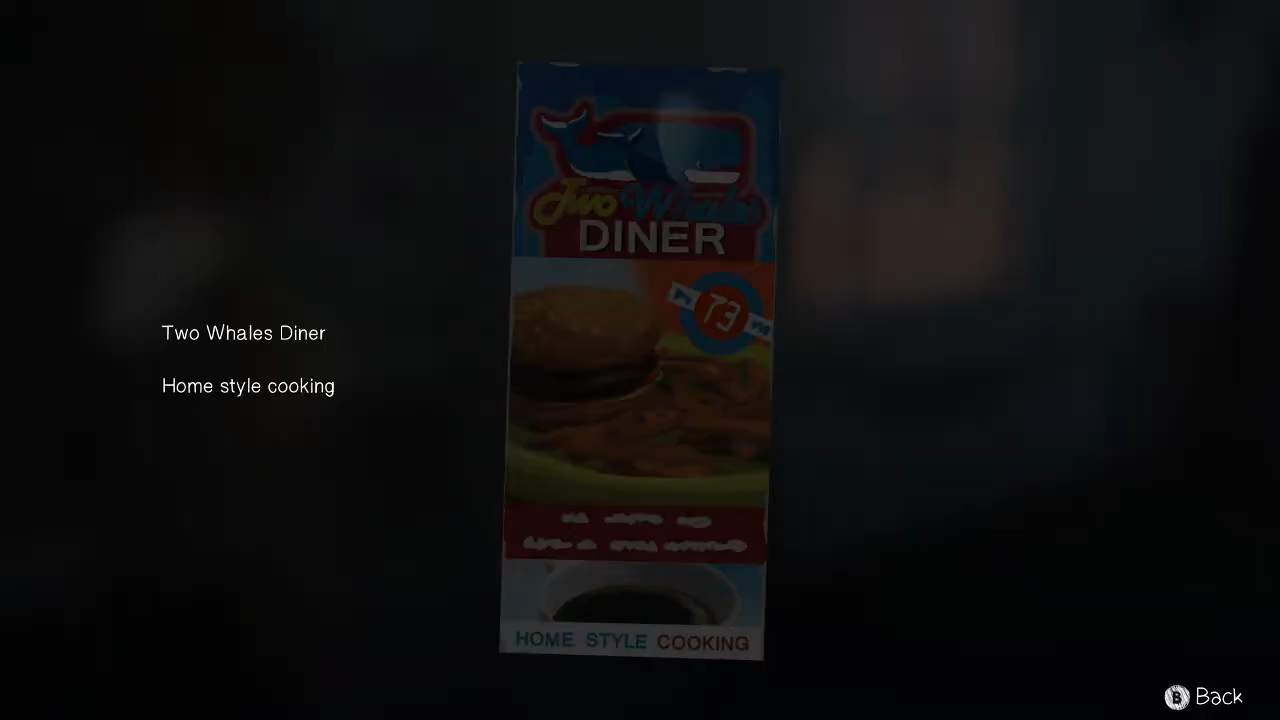 Two Whales
DINER
73
Two Whales Diner
Home style cooking
HOME STYLE COOKING
B Back